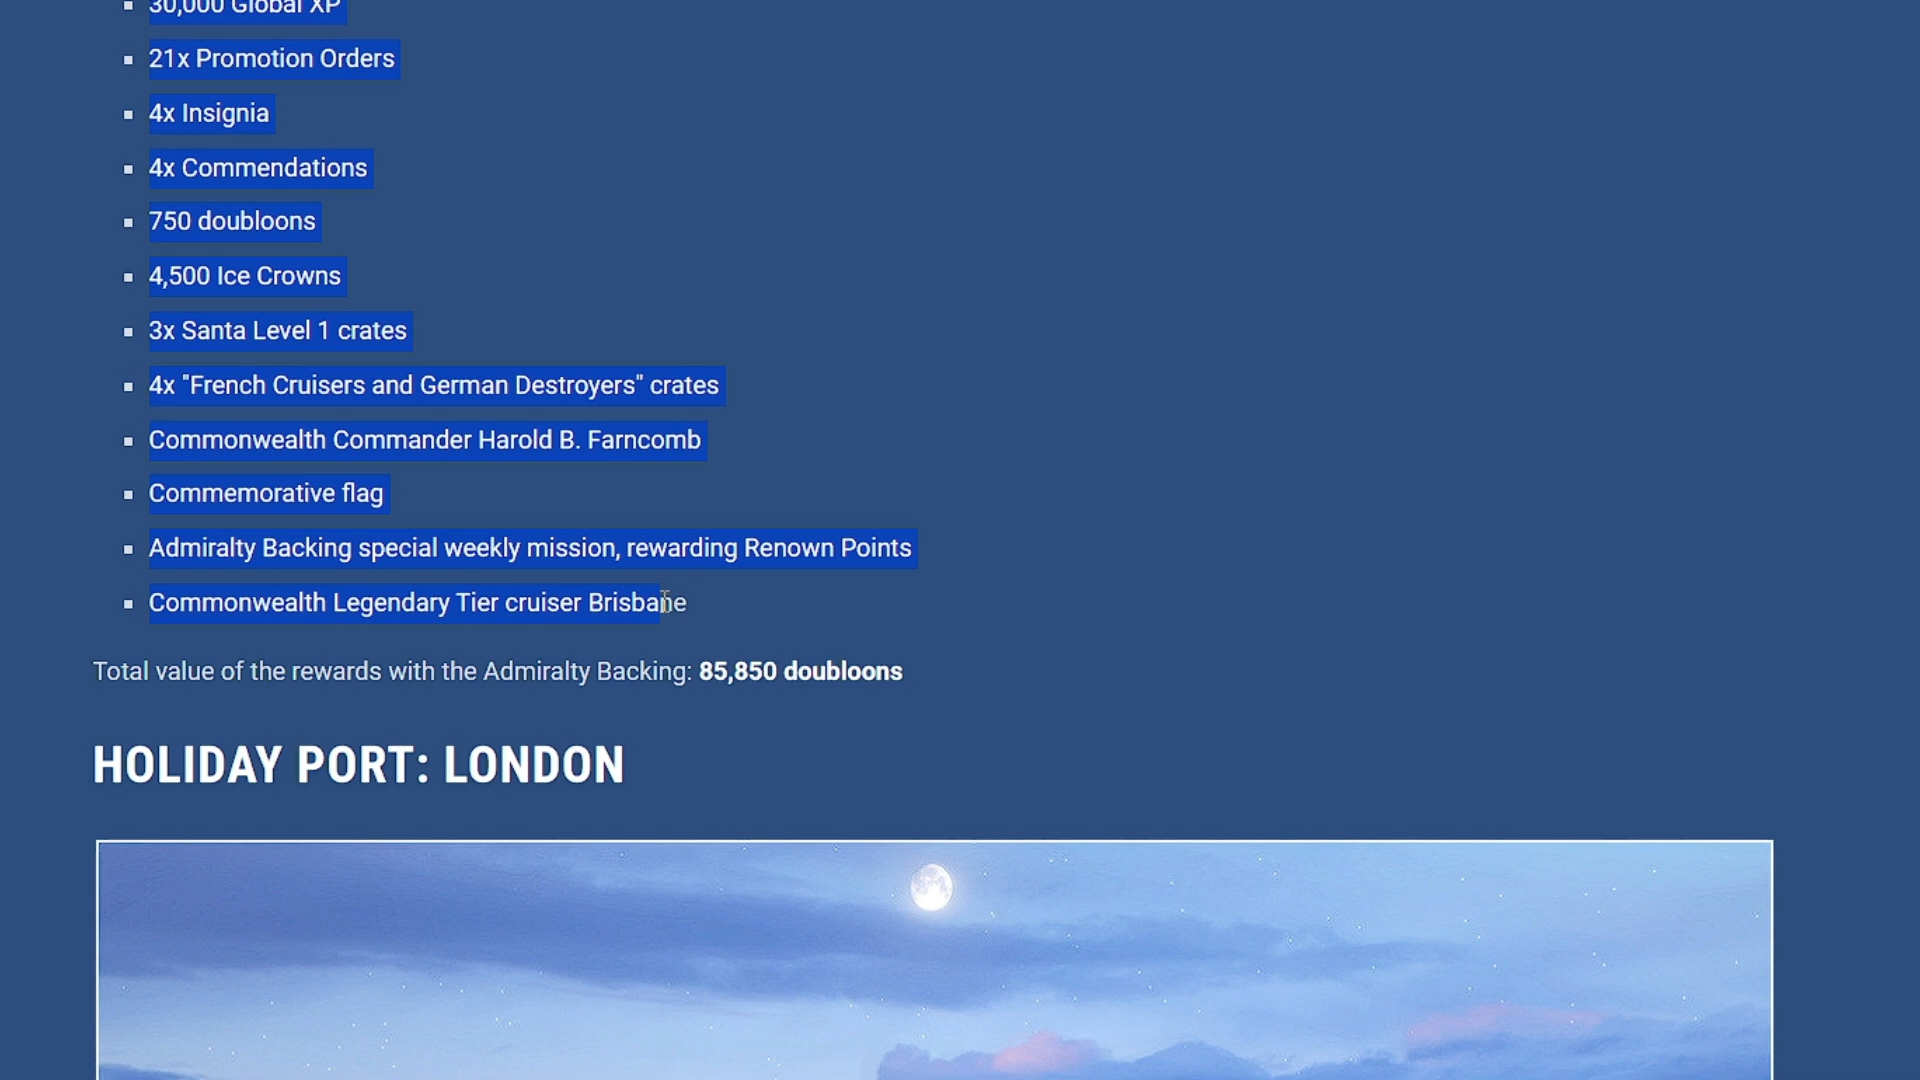 30,000 Global XP
21x Promotion Orders
4x Insignia
4x Commendations
750 doubloons
4,500 Ice Crowns
3x Santa Level 1 crates
4x "French Cruisers and German Destroyers" crates
Commonwealth Commander Harold B. Farncomb
Commemorative flag
Admiralty Backing special weekly mission, rewarding Renown Points
Commonwealth Legendary Tier cruiser Brisbane
Total value of the rewards with the Admiralty Backing: 85,850 doubloons
HOLIDAY PORT: LONDON